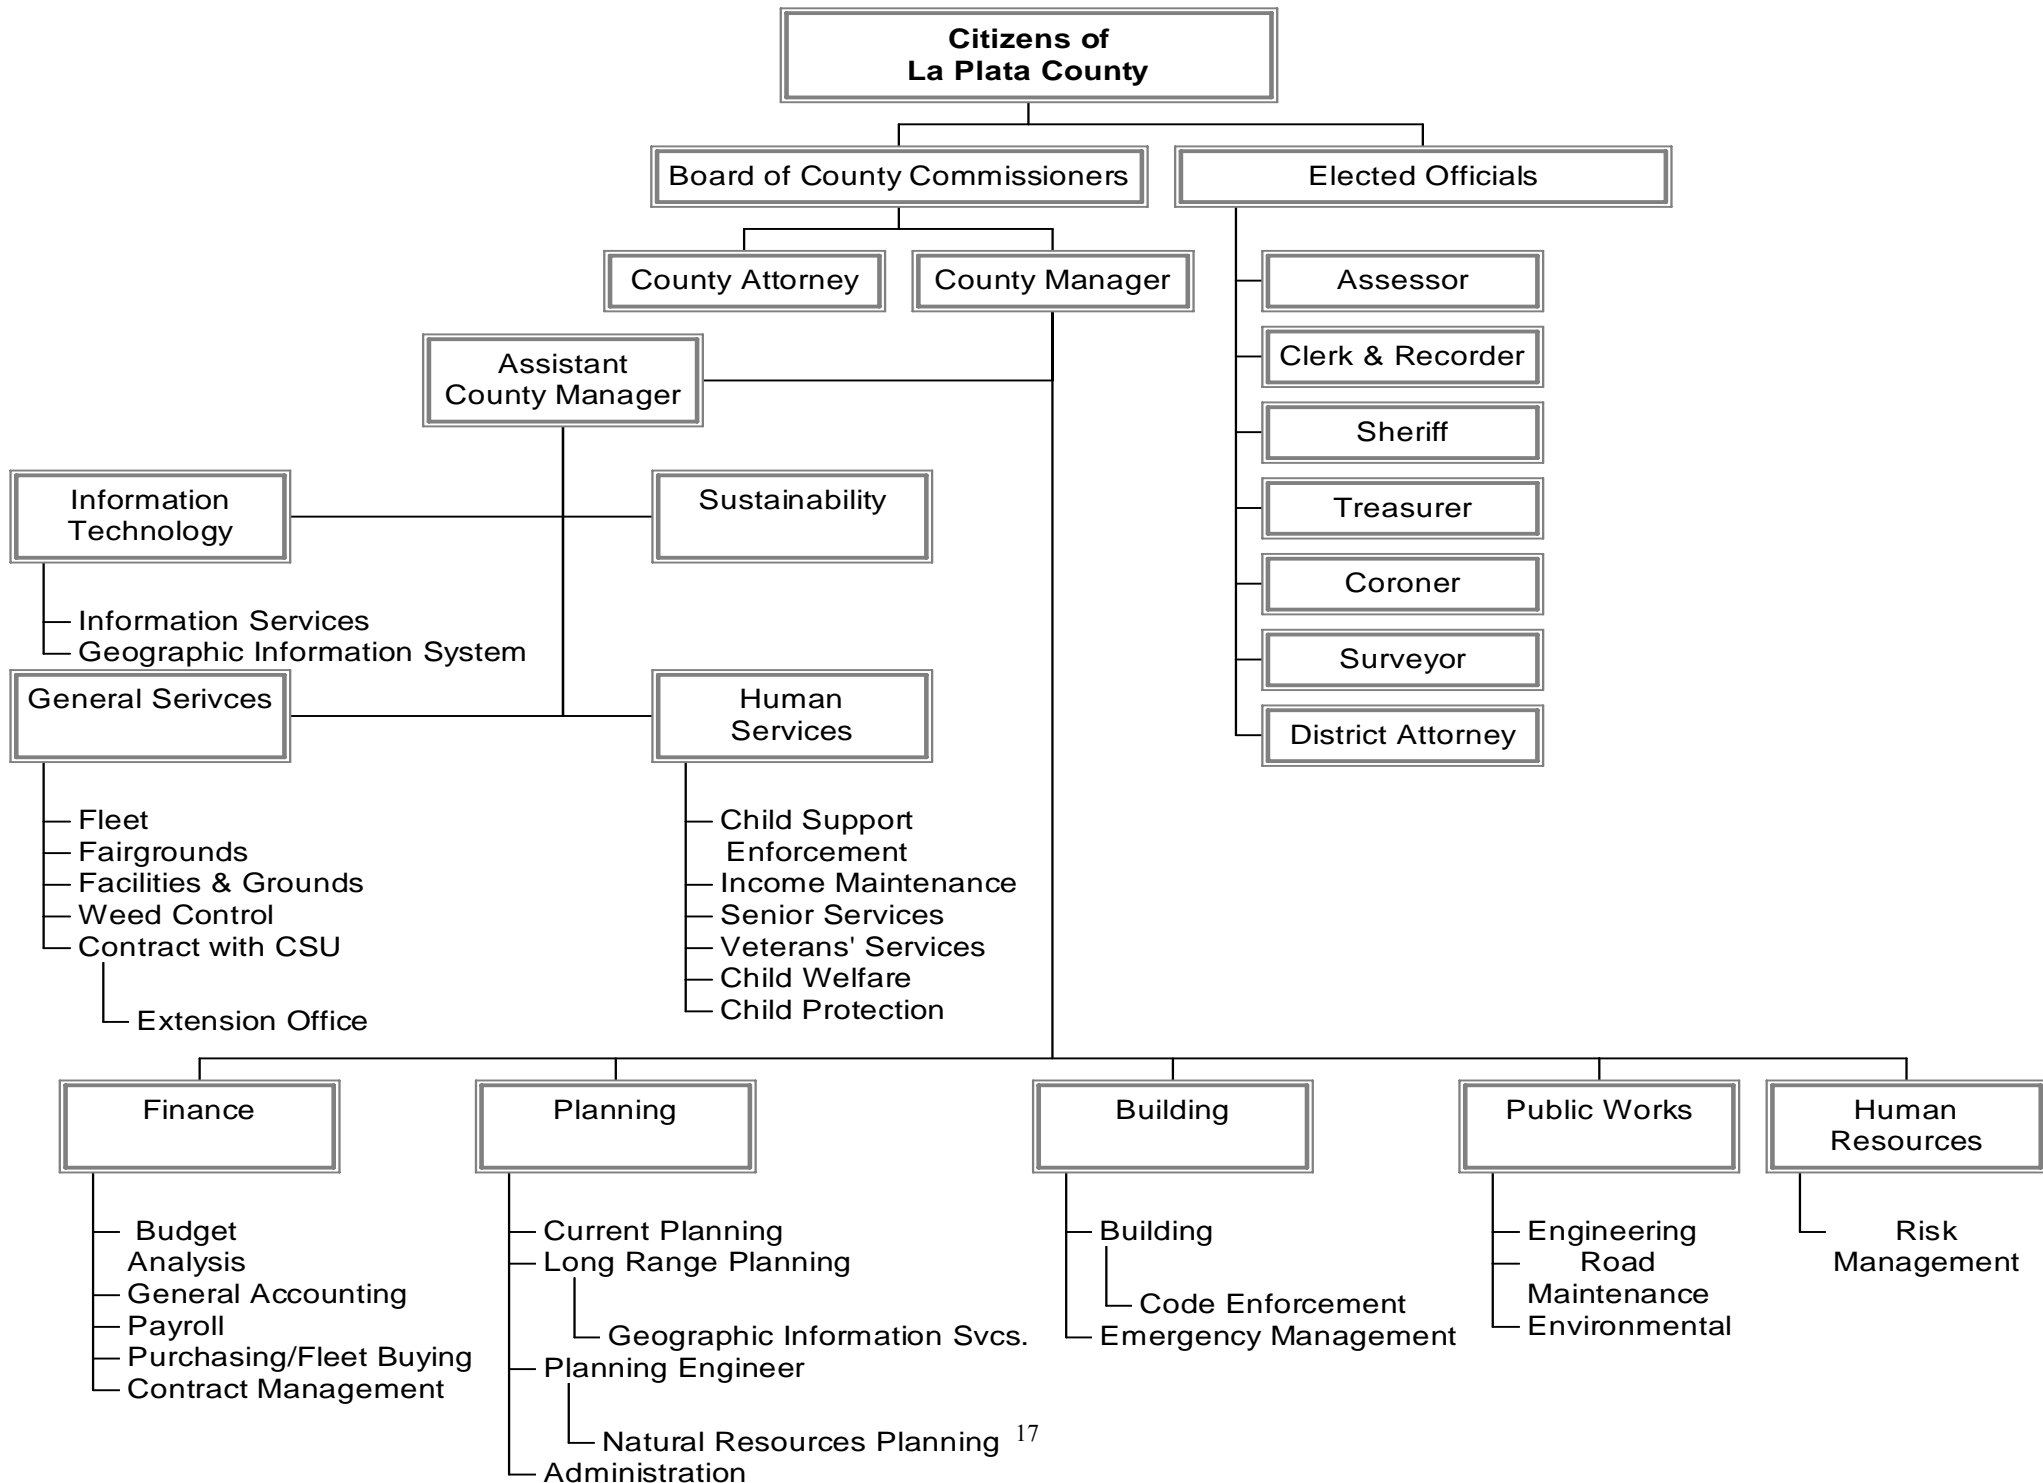 Citizens of
La Plata County
Board of County Commissioners
Elected Officials
County Attorney
County Manager
Assessor
Clerk & Recorder
Sheriff
Treasurer
Coroner
Surveyor
District Attorney
Assistant
County Manager
Information
Technology
Sustainability
Information Services
Geographic Information System
General Serivces
Human
Services
Fleet
Fairgrounds
Facilities & Grounds
Weed Control
Contract with CSU
Extension Office
Child Support
Enforcement
Income Maintenance
Senior Services
Veterans' Services
Child Welfare
Child Protection
Finance
Budget
Analysis
General Accounting
Payroll
Purchasing/Fleet Buying
Contract Management
Planning
Current Planning
Long Range Planning
Geographic Information Svcs.
Planning Engineer
Natural Resources Planning
Administration
Building
Building
Code Enforcement
Emergency Management
Public Works
Engineering
Road
Maintenance
Environmental
Human
Resources
Risk
Management
17